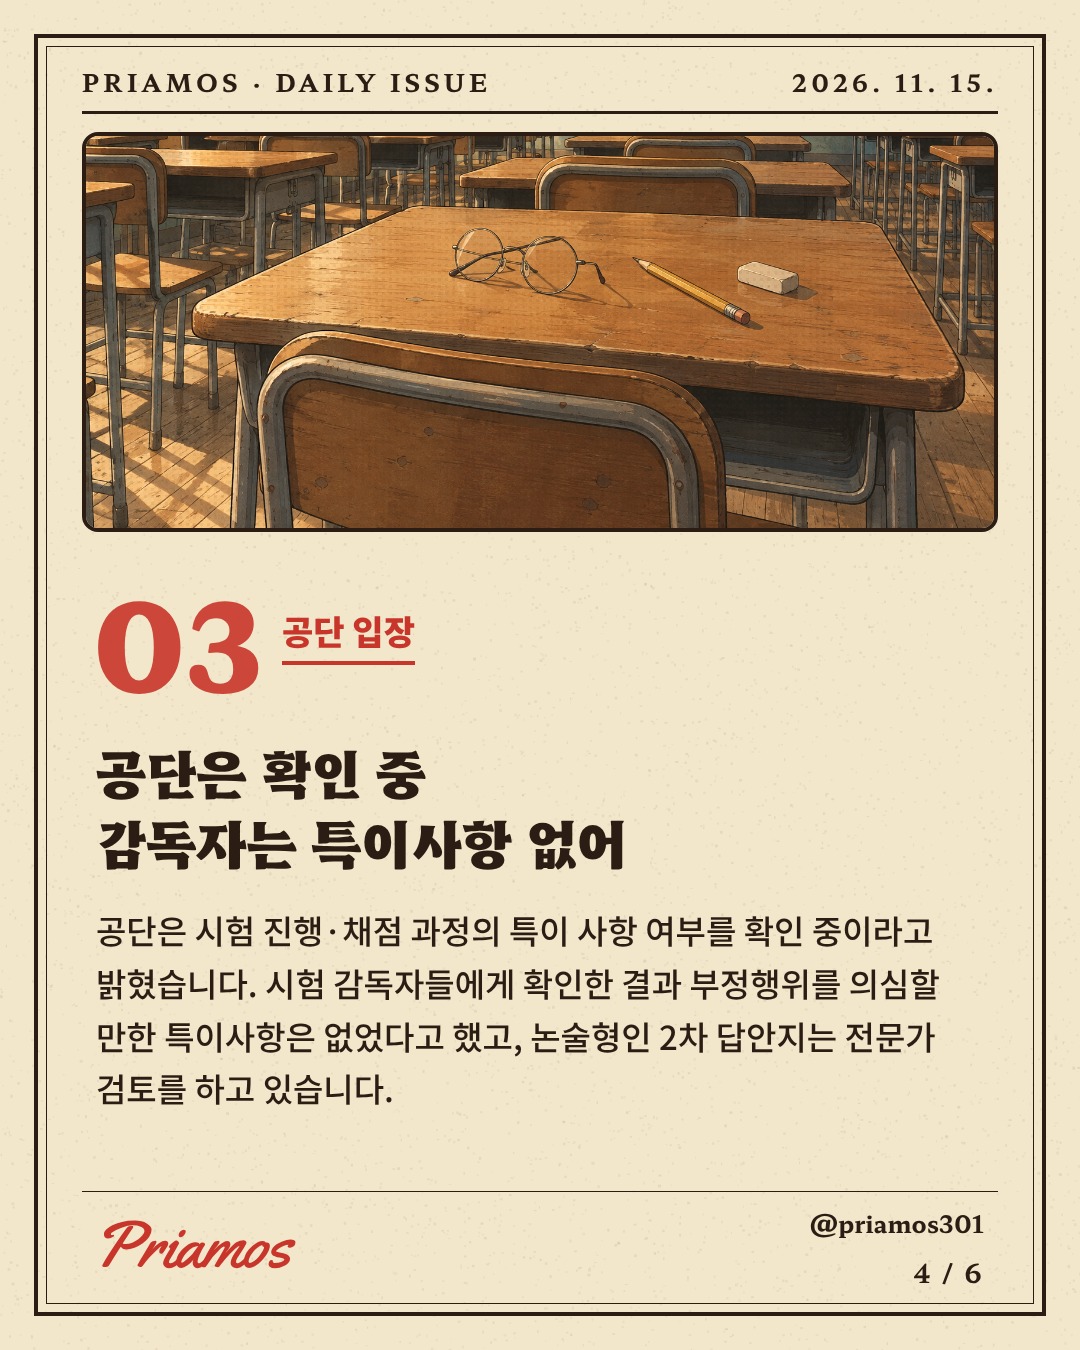 PRIAMOS · DAILY ISSUE
2026. 11. 15.
03
공단 입장
공단은 확인 중
감독자는 특이사항 없어
공단은 시험 진행·채점 과정의 특이 사항 여부를 확인 중이라고
밝혔습니다. 시험 감독자들에게 확인한 결과 부정행위를 의심할
만한 특이사항은 없었다고 했고, 논술형인 2차 답안지는 전문가
검토를 하고 있습니다.
Priamos
@priamos301
4 / 6